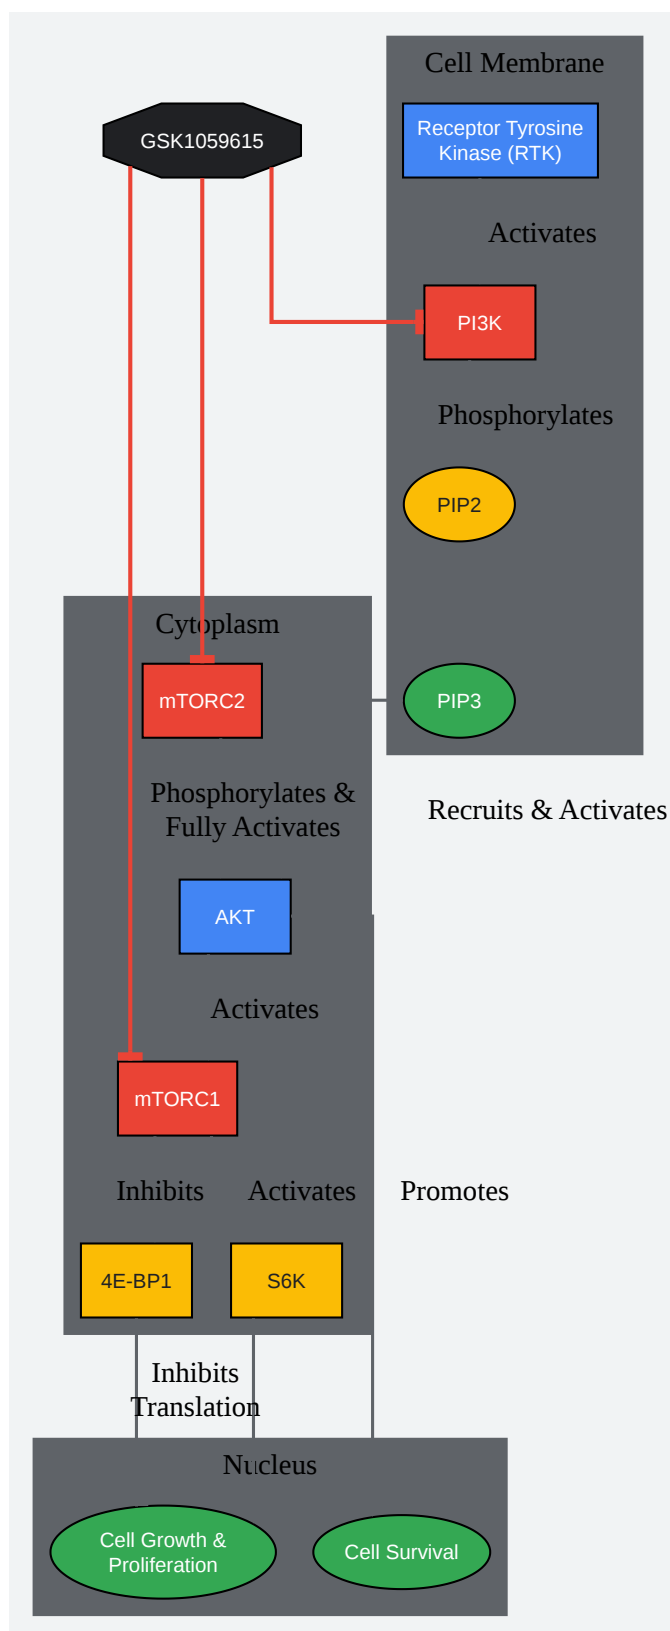 Cell Membrane
GSK1059615
Receptor Tyrosine
Kinase (RTK)
Activates
PI3K
Phosphorylates
PIP2
Cytoplasm
mTORC2
PIP3
Phosphorylates &
Fully Activates
Recruits & Activates
AKT
Activates
mTORC1
Inhibits
Activates
Promotes
4E-BP1
S6K
Inhibits
Translation
Nucleus
Cell Growth &
Proliferation
Cell Survival